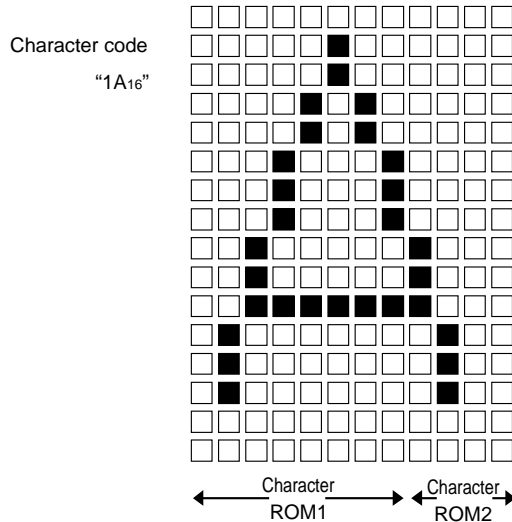 Character code
“1A₁₆”
Character Character
ROM1 ROM2